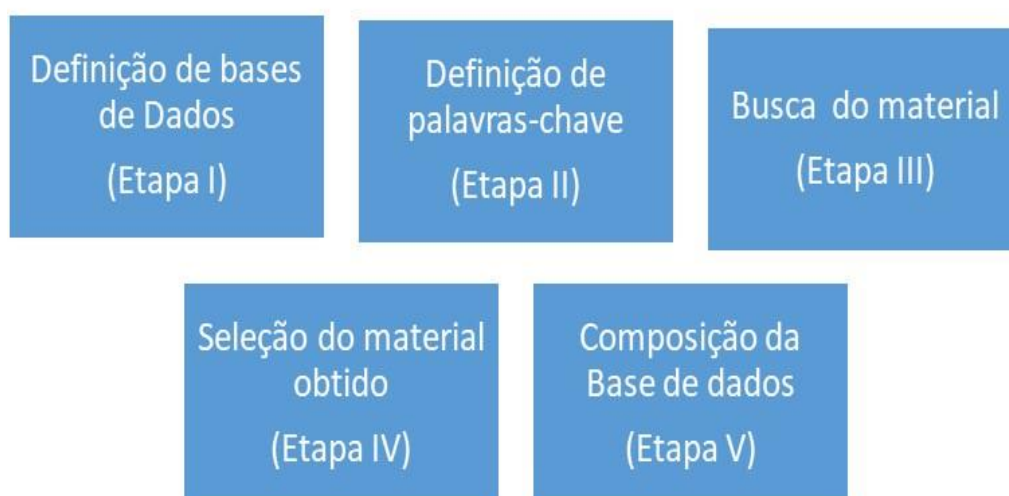 Definição de bases
de Dados
(Etapa I)
Definição de
palavras-chave
(Etapa II)
Busca do material
(Etapa III)
Seleção do material
obtido
(Etapa IV)
Composição da
Base de dados
(Etapa V)